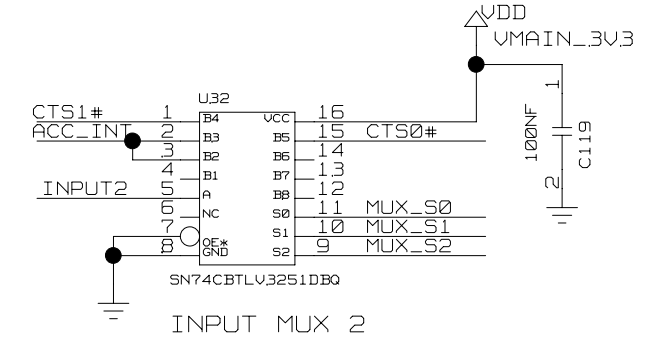 VDD
VMAIN_3V3
U32
CTS1# 1 B4 VCC 16
ACC_INT 2 B3 B5 15 CTS0#
3 B2 B6 14
4 B1 B7 13
INPUT2 5 A B8 12
6 NC S0 11 MUX_S0
7 OE* S1 10 MUX_S1
8 GND S2 9 MUX_S2
SN74CBTLV3251DBQ
1
100NF
C119
2
INPUT MUX 2